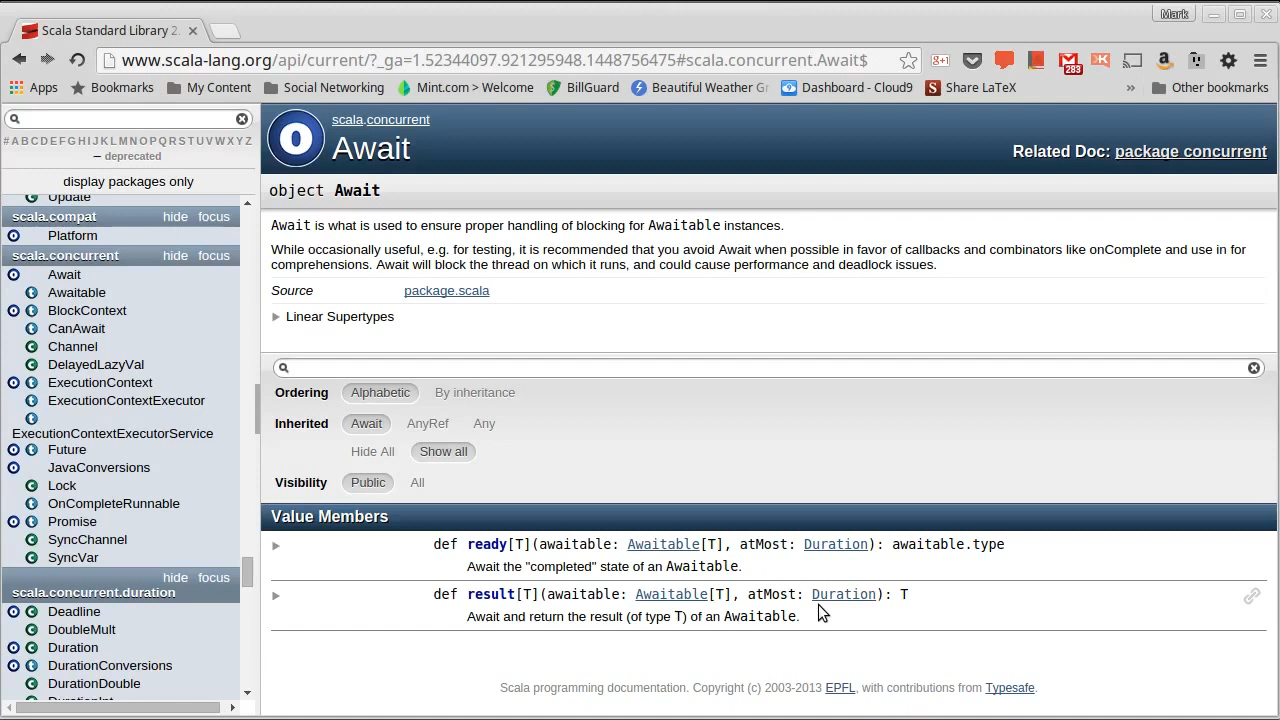 Mark
Scala Standard Library 2.
www.scala-lang.org/api/current/?_ga=1.52344097.921295948.1448756475#scala.concurrent.Await$
283
Apps Bookmarks My Content Social Networking Mint.com > Welcome BillGuard Beautiful Weather Gr Dashboard - Cloud9 Share LaTeX » Other bookmarks
#ABCDEFGHIJKLMNOPQRSTUVWXYZ
– deprecated
display packages only
Update
scala.compat hide focus
Platform
scala.concurrent hide focus
Await
Awaitable
BlockContext
CanAwait
Channel
DelayedLazyVal
ExecutionContext
ExecutionContextExecutor
ExecutionContextExecutorService
Future
JavaConversions
Lock
OnCompleteRunnable
Promise
SyncChannel
SyncVar
hide focus
scala.concurrent.duration
Deadline
DoubleMult
Duration
DurationConversions
DurationDouble
DurationInt
scala.concurrent
Await
Related Doc: package concurrent
object Await
Await is what is used to ensure proper handling of blocking for Awaitable instances.
While occasionally useful, e.g. for testing, it is recommended that you avoid Await when possible in favor of callbacks and combinators like onComplete and use in for
comprehensions. Await will block the thread on which it runs, and could cause performance and deadlock issues.
Source package.scala
Linear Supertypes
Ordering Alphabetic By inheritance
Inherited Await AnyRef Any
Hide All Show all
Visibility Public All
Value Members
def ready[T](awaitable: Awaitable[T], atMost: Duration): awaitable.type
Await the "completed" state of an Awaitable.
def result[T](awaitable: Awaitable[T], atMost: Duration): T
Await and return the result (of type T) of an Awaitable.
Scala programming documentation. Copyright (c) 2003-2013 EPFL, with contributions from Typesafe.